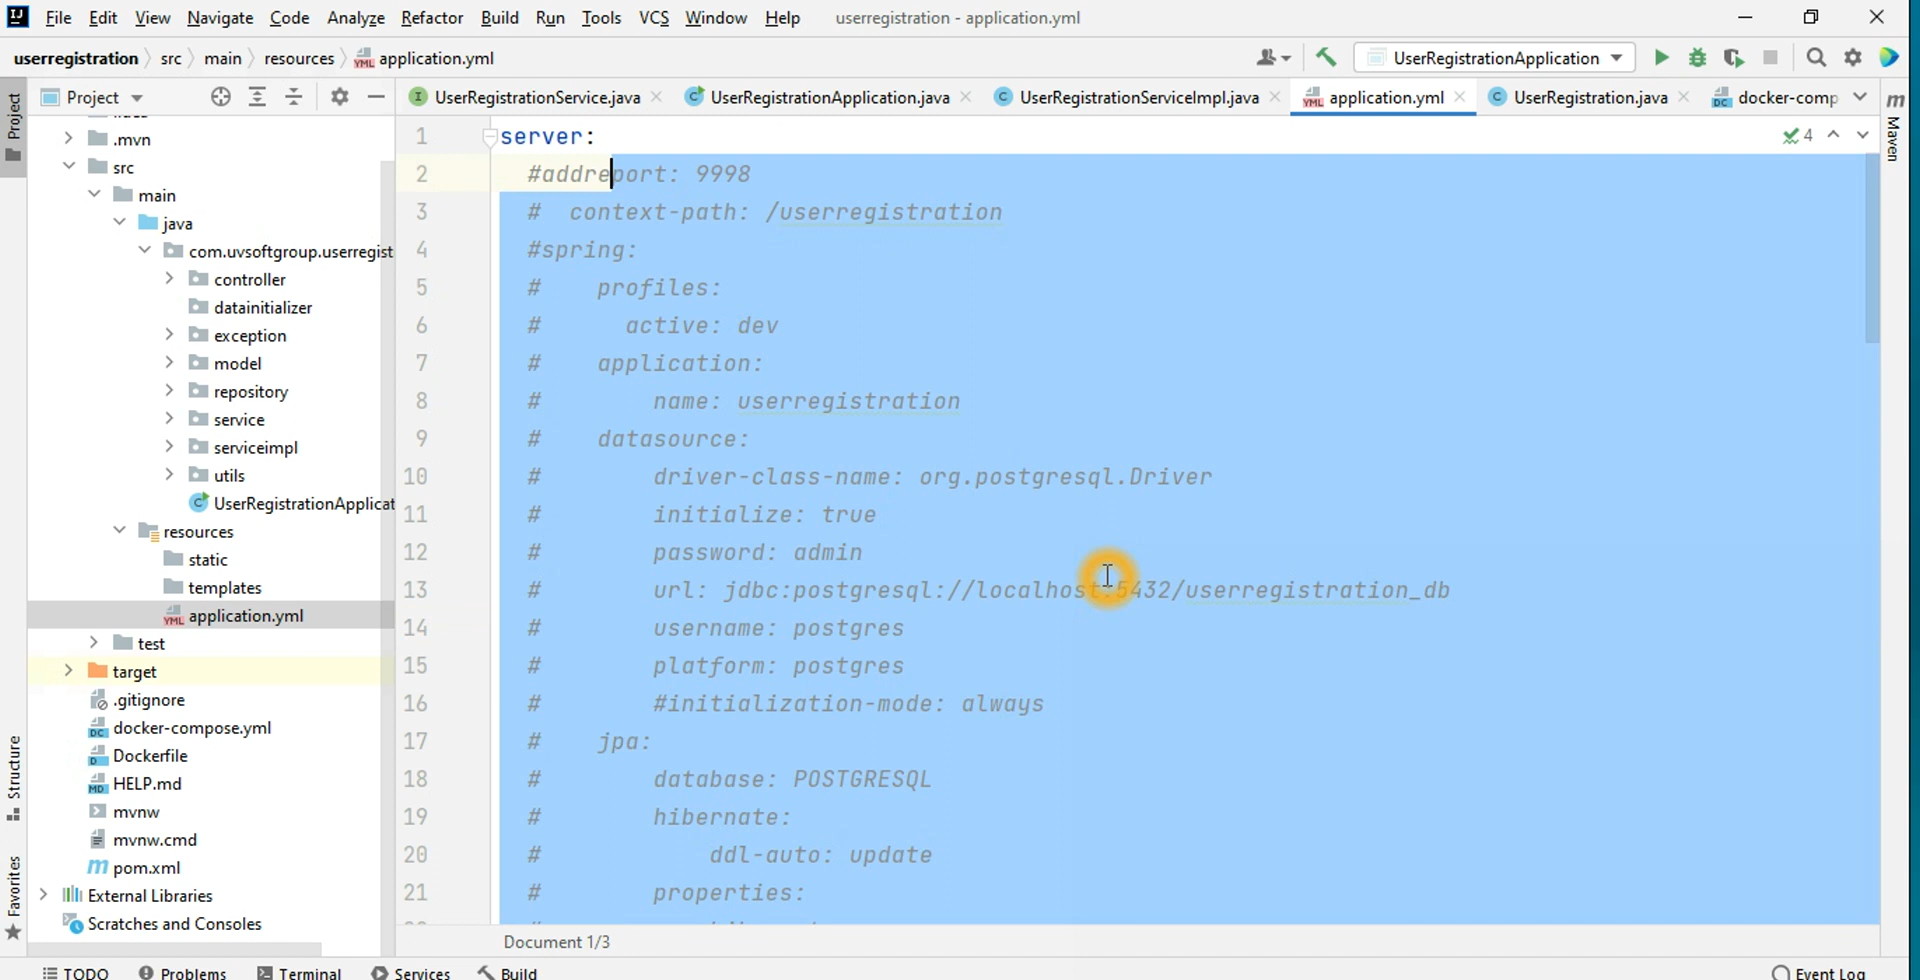 File Edit View Navigate Code Analyze Refactor Build Run Tools VCS Window Help userregistration - application.yml
userregistration src main resources application.yml UserRegistrationApplication
Project
UserRegistrationService.java UserRegistrationApplication.java UserRegistrationServiceImpl.java application.yml UserRegistration.java docker-comp
Project
Structure
Favorites
Maven
.mvn
src
main
java
com.uvsoftgroup.userregist
controller
datainitializer
exception
model
repository
service
serviceimpl
utils
UserRegistrationApplicat
resources
static
templates
application.yml
test
target
.gitignore
docker-compose.yml
Dockerfile
HELP.md
mvnw
mvnw.cmd
pom.xml
External Libraries
Scratches and Consoles
4
1 server:
2 #addreport: 9998
3 # context-path: /userregistration
4 #spring:
5 # profiles:
6 # active: dev
7 # application:
8 # name: userregistration
9 # datasource:
10 # driver-class-name: org.postgresql.Driver
11 # initialize: true
12 # password: admin
13 # url: jdbc:postgresql://localhost:5432/userregistration_db
14 # username: postgres
15 # platform: postgres
16 # #initialization-mode: always
17 # jpa:
18 # database: POSTGRESQL
19 # hibernate:
20 # ddl-auto: update
21 # properties:
Document 1/3
TODO Problems Terminal Services Build Event Log